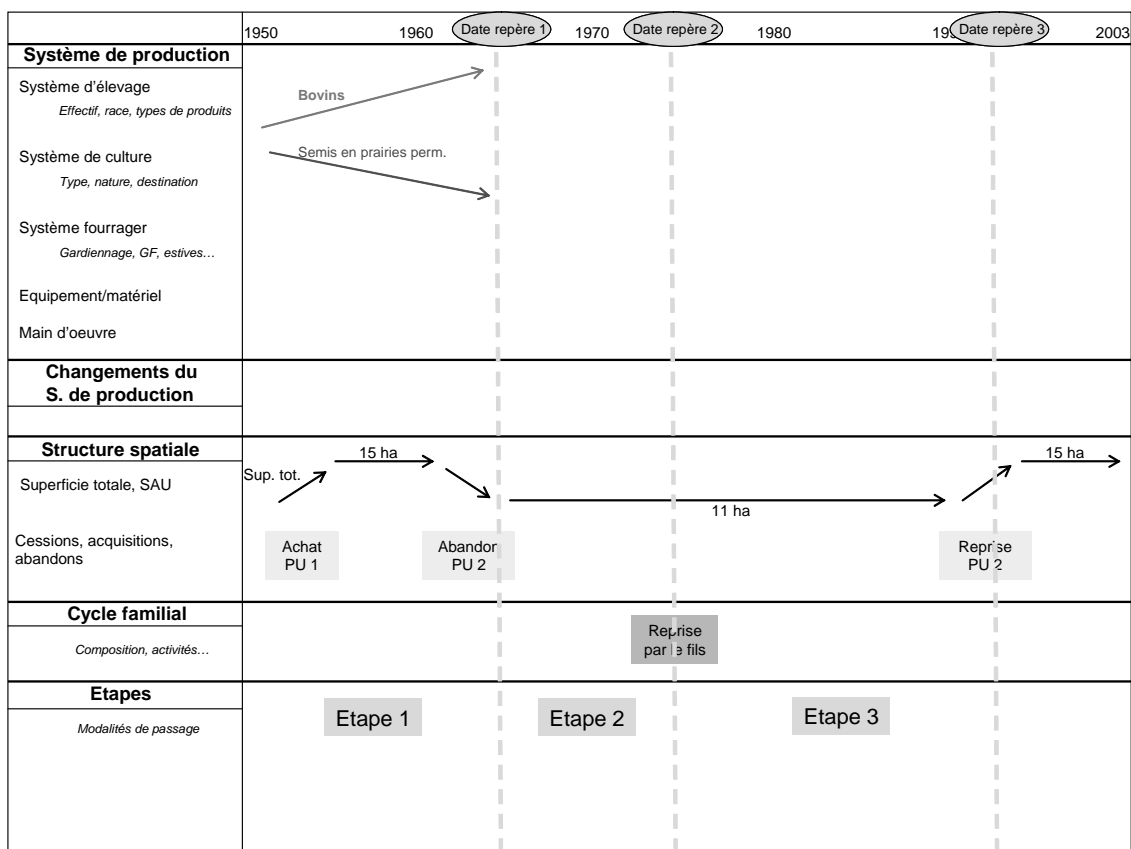 1950
1960
Date repère 1
1970
Date repère 2
1980
Date repère 3
2003
Système de production
Système d'élevage
Effectif, race, types de produits
Bovins
Système de culture
Type, nature, destination
Semis en prairies perm.
Système fourrager
Gardiennage, GF, estives…
Equipement/matériel
Main d'oeuvre
Changements du
S. de production
Structure spatiale
Superficie totale, SAU
Sup. tot.
15 ha
11 ha
15 ha
Cessions, acquisitions,
abandons
Achat
PU 1
Abandon
PU 2
Reprise
PU 2
Cycle familial
Composition, activités…
Reprise
par le fils
Etapes
Modalités de passage
Etape 1
Etape 2
Etape 3